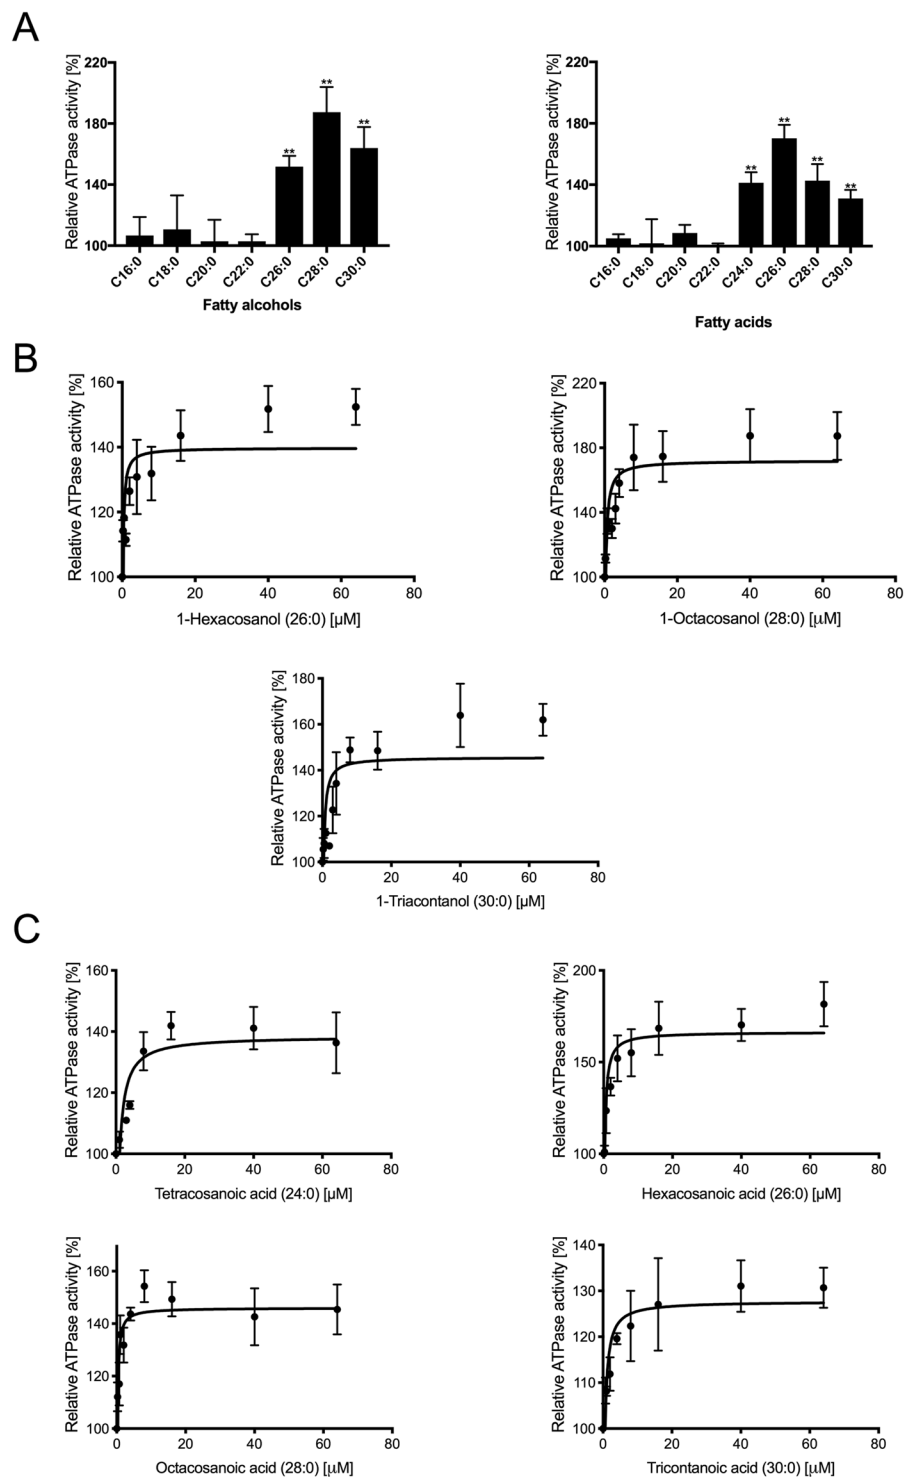 A
Relative ATPase activity [%]
220
180
140
100
**
**
**
C16:0
C18:0
C20:0
C22:0
C26:0
C28:0
C30:0
Fatty alcohols
Relative ATPase activity [%]
220
180
140
100
**
**
**
**
C16:0
C18:0
C20:0
C22:0
C24:0
C26:0
C28:0
C30:0
Fatty acids
B
Relative ATPase activity [%]
160
140
120
100
0 20 40 60 80
1-Hexacosanol (26:0) [µM]
Relative ATPase activity [%]
220
180
140
100
0 20 40 60 80
1-Octacosanol (28:0) [µM]
Relative ATPase activity [%]
180
160
140
120
100
0 20 40 60 80
1-Triacontanol (30:0) [µM]
C
Relative ATPase activity [%]
160
140
120
100
0 20 40 60 80
Tetracosanoic acid (24:0) [µM]
Relative ATPase activity [%]
200
150
100
0 20 40 60 80
Hexacosanoic acid (26:0) [µM]
Relative ATPase activity [%]
160
140
120
100
0 20 40 60 80
Octacosanoic acid (28:0) [µM]
Relative ATPase activity [%]
140
130
120
110
100
0 20 40 60 80
Tricontanoic acid (30:0) [µM]